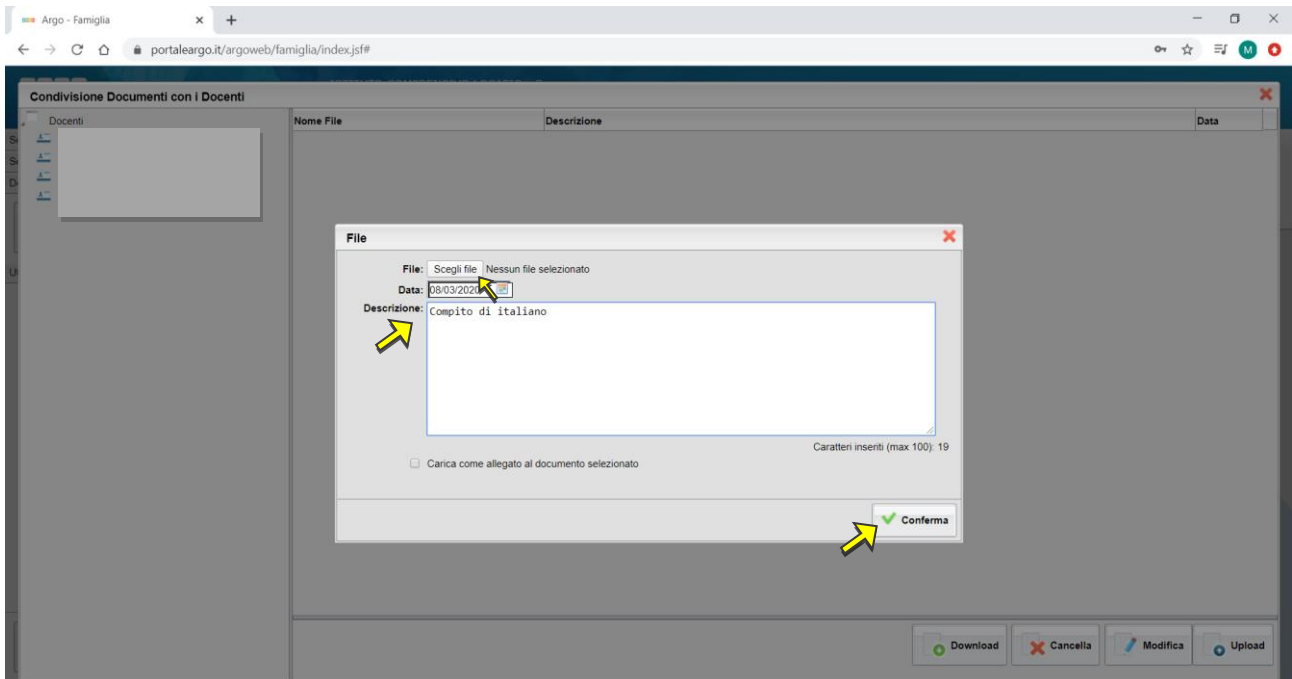 Argo - Famiglia
portaleargo.it/argoweb/famiglia/index.jsf#
M
Condivisione Documenti con i Docenti
Docenti
Nome File
Descrizione
Data
File
File: Scegli file Nessun file selezionato
Data: 08/03/2020
Descrizione: Compito di italiano
Caratteri inseriti (max 100): 19
Carica come allegato al documento selezionato
Conferma
Download
Cancella
Modifica
Upload